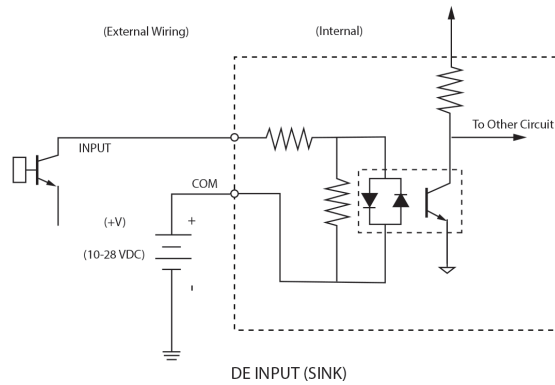 (External Wiring)
(Internal)
To Other Circuit
INPUT
COM
(+V)
+
(10-28 VDC)
-
DE INPUT (SINK)